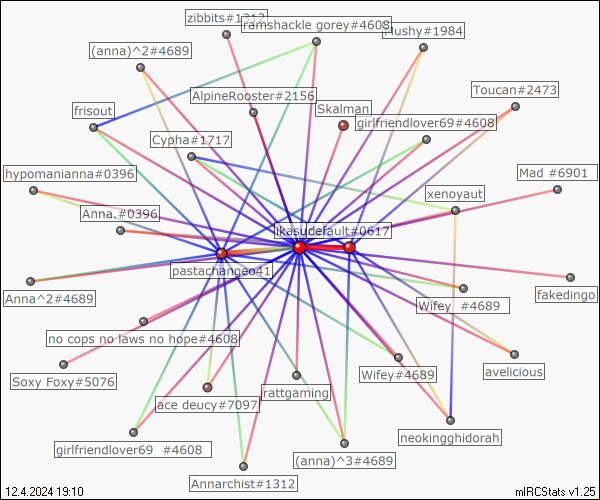 zibbits#1312
ramshackle gorey#4608
Mushy#1984
(anna)^2#4689
AlpineRooster#2156
Toucan#2473
frisout
Skalman
girlfriendlover69#4608
Cypha#1717
hypomanianna#0396
Mad #6901
xenoyaut
Anna.#0396
ikasudefault#0617
pastachangeo41
Anna^2#4689
fakedingo
Wifey #4689
no cops no laws no hope#4608
Soxy Foxy#5076
Wifey#4689
avelicious
rattgaming
ace deucy#7097
neokingghidorah
girlfriendlover69 #4608
(anna)^3#4689
Annarchist#1312
12.4.2024 19:10
mIRCStats v1.25